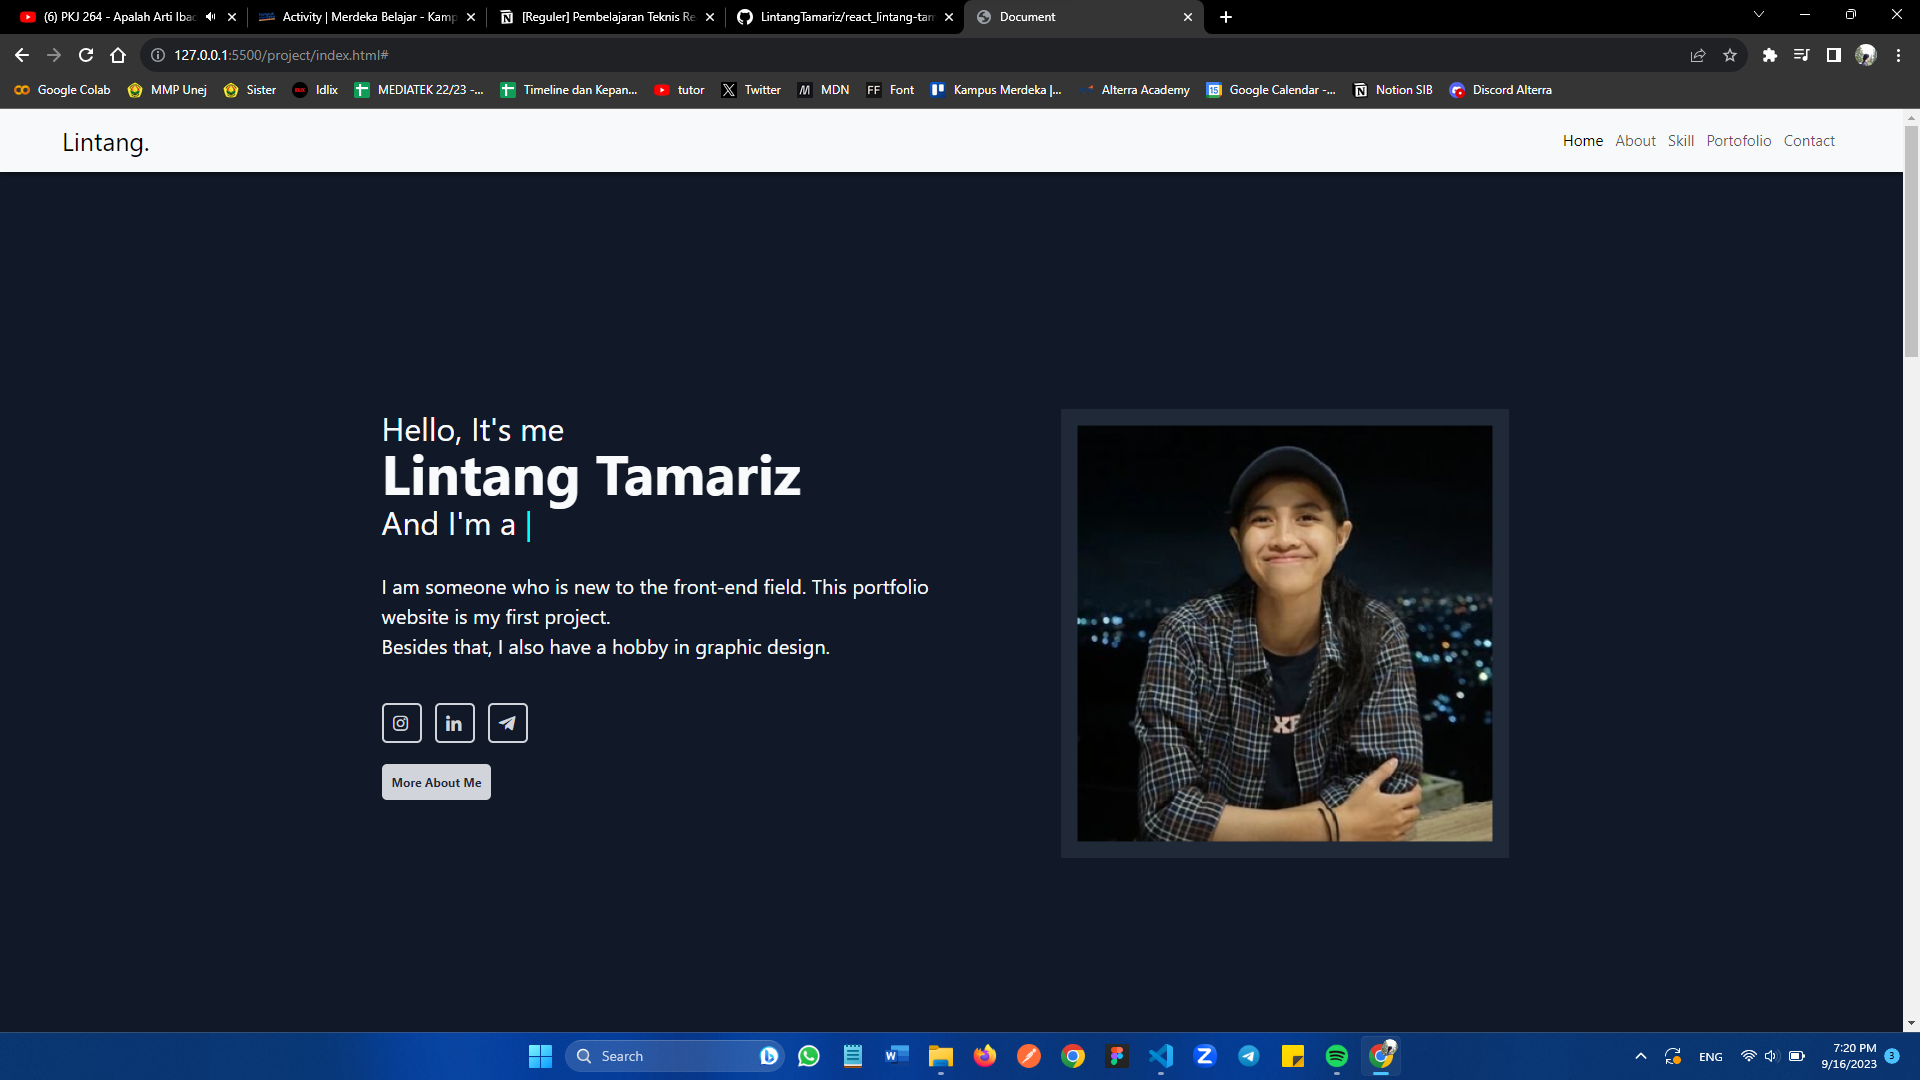 (6) PKJ 264 - Apalah Arti Ibad
Activity | Merdeka Belajar - Kamp
[Reguler] Pembelajaran Teknis Re
LintangTamariz/react_lintang-tam
Document
127.0.0.1:5500/project/index.html#
Google Colab
MMP Unej
Sister
Idlix
MEDIATEK 22/23 -...
Timeline dan Kepan...
tutor
Twitter
MDN
FF Font
Kampus Merdeka |...
Alterra Academy
Google Calendar -...
Notion SIB
Discord Alterra
Lintang.
Home About Skill Portofolio Contact
Hello, It's me
Lintang Tamariz
And I'm a |
I am someone who is new to the front-end field. This portfolio
website is my first project.
Besides that, I also have a hobby in graphic design.
XF
More About Me
Search
ENG
7:20 PM
9/16/2023
3